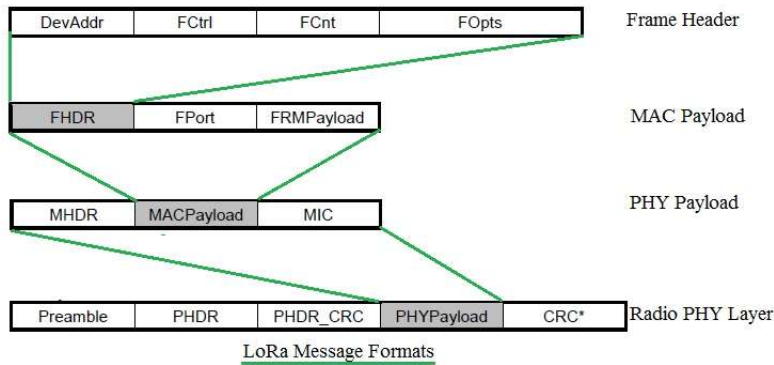 DevAddr FCtrl FCnt FOpts Frame Header
FHDR FPort FRMPayload MAC Payload
MHDR MACPayload MIC PHY Payload
Preamble PHDR PHDR_CRC PHYPayload CRC* Radio PHY Layer
LoRa Message Formats